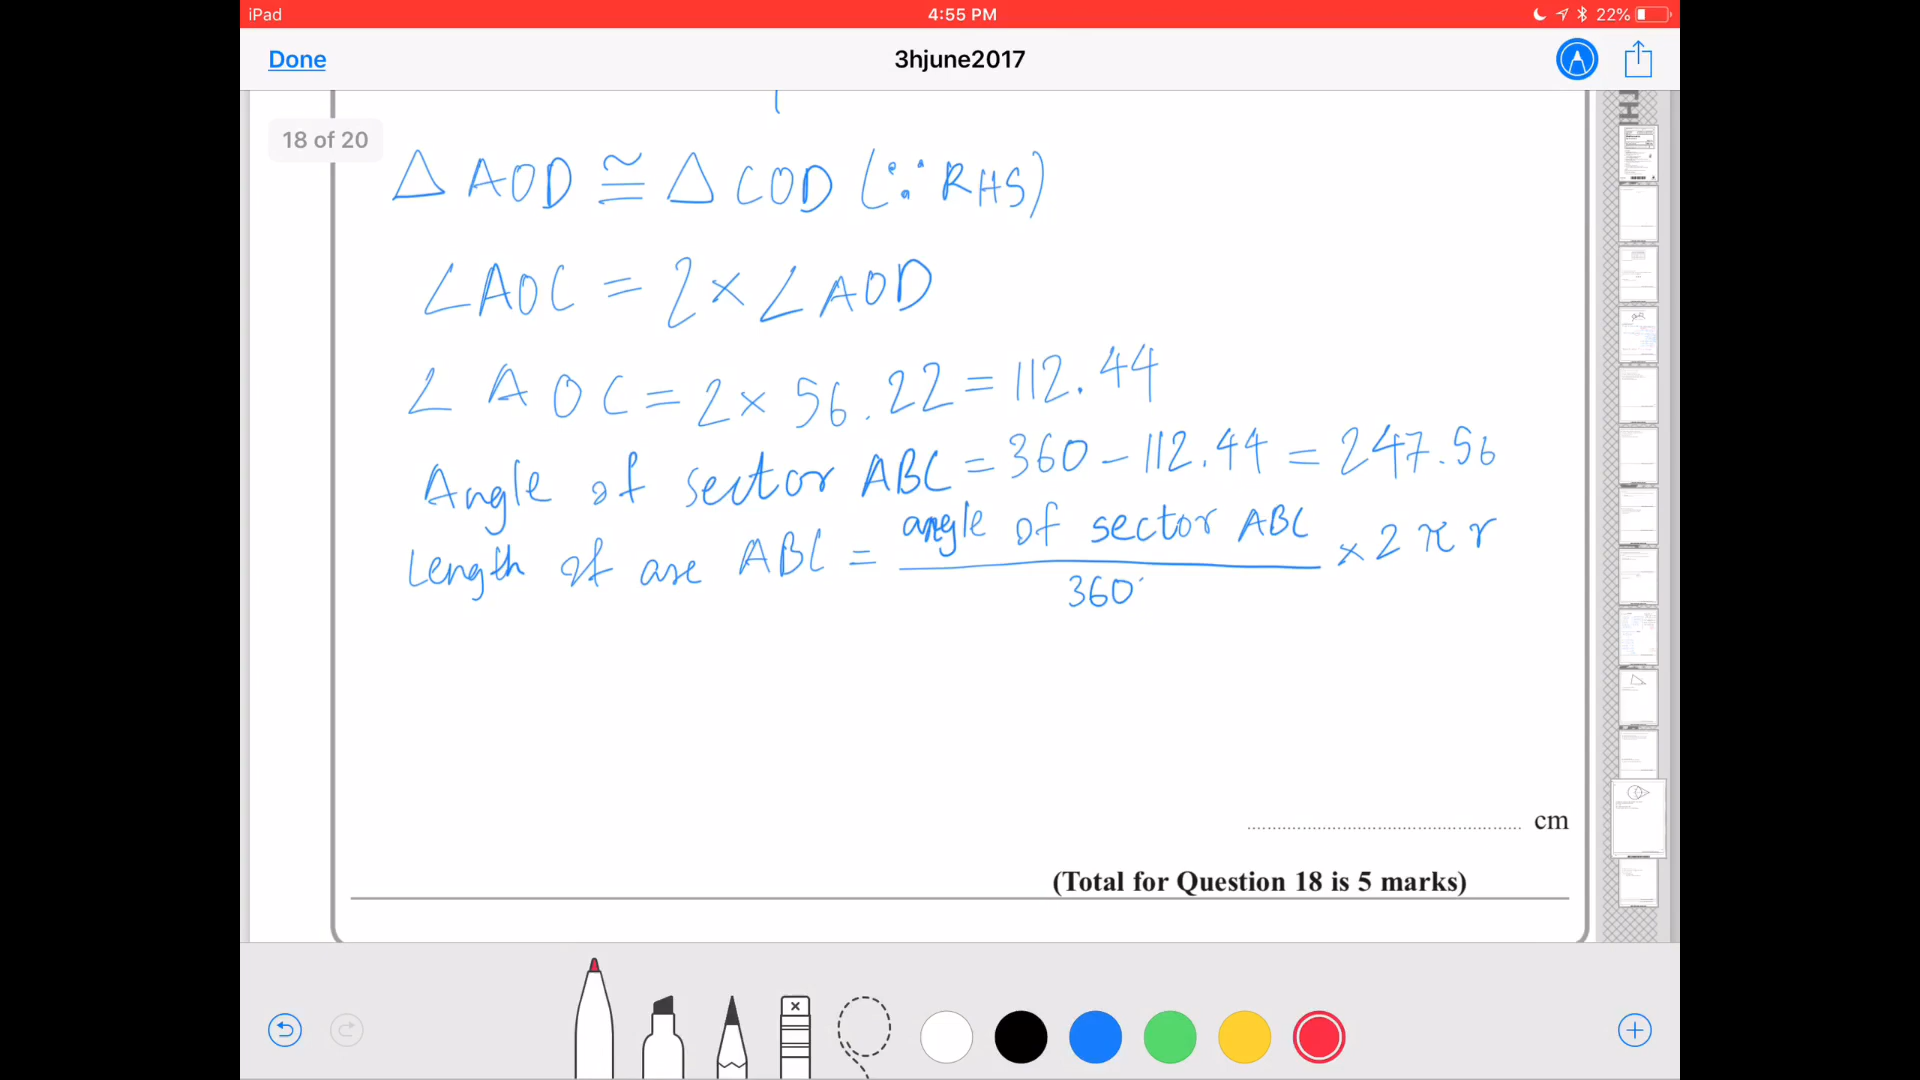 iPad
4:55 PM
22%
Done
3hjune2017
18 of 20
△ AOD ≅ △ COD (∵ RHS)
∠AOC = 2 × ∠AOD
∠ AOC = 2 × 56.22 = 112.44
Angle of sector ABC = 360 – 112.44 = 247.56
Length of arc ABC = angle of sector ABC / 360 × 2 π r
cm
(Total for Question 18 is 5 marks)